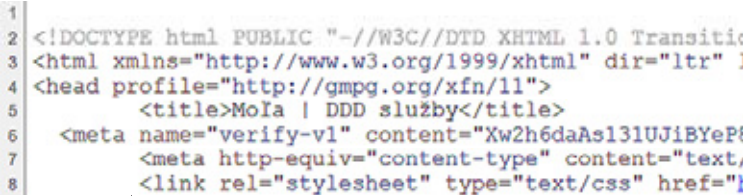 1
2 <!DOCTYPE html PUBLIC "-//W3C//DTD XHTML 1.0 Transitio
3 <html xmlns="http://www.w3.org/1999/xhtml" dir="ltr"
4 <head profile="http://gmpg.org/xfn/11">
5 <title>Moľa | DDD služby</title>
6 <meta name="verify-v1" content="Xw2h6daAs131UJiBYeP8
7 <meta http-equiv="content-type" content="text/
8 <link rel="stylesheet" type="text/css" href="h